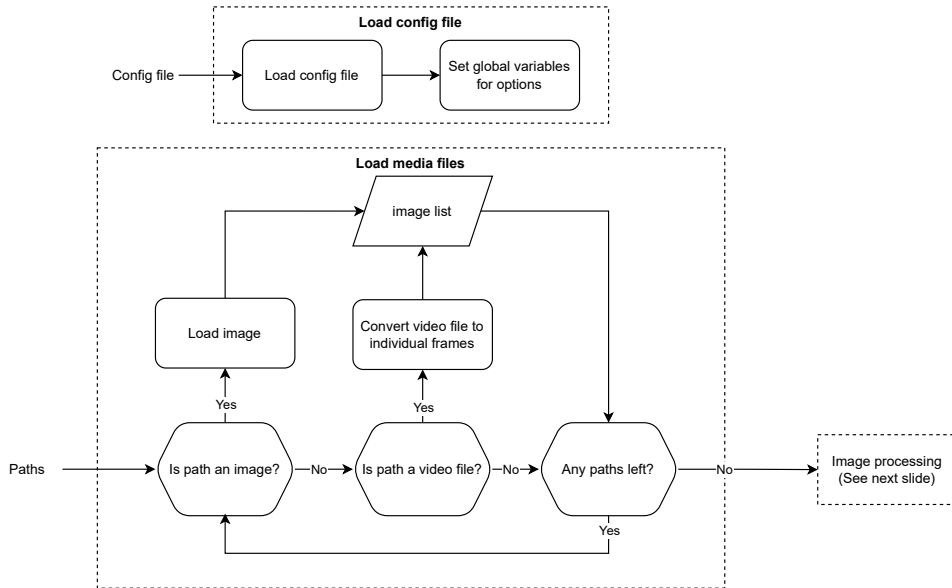 Load config file
Config file
Load config file
Set global variables
for options
Load media files
image list
Load image
Convert video file to
individual frames
Yes
Yes
Paths
Is path an image?
No
Is path a video file?
No
Any paths left?
No
Image processing
(See next slide)
Yes